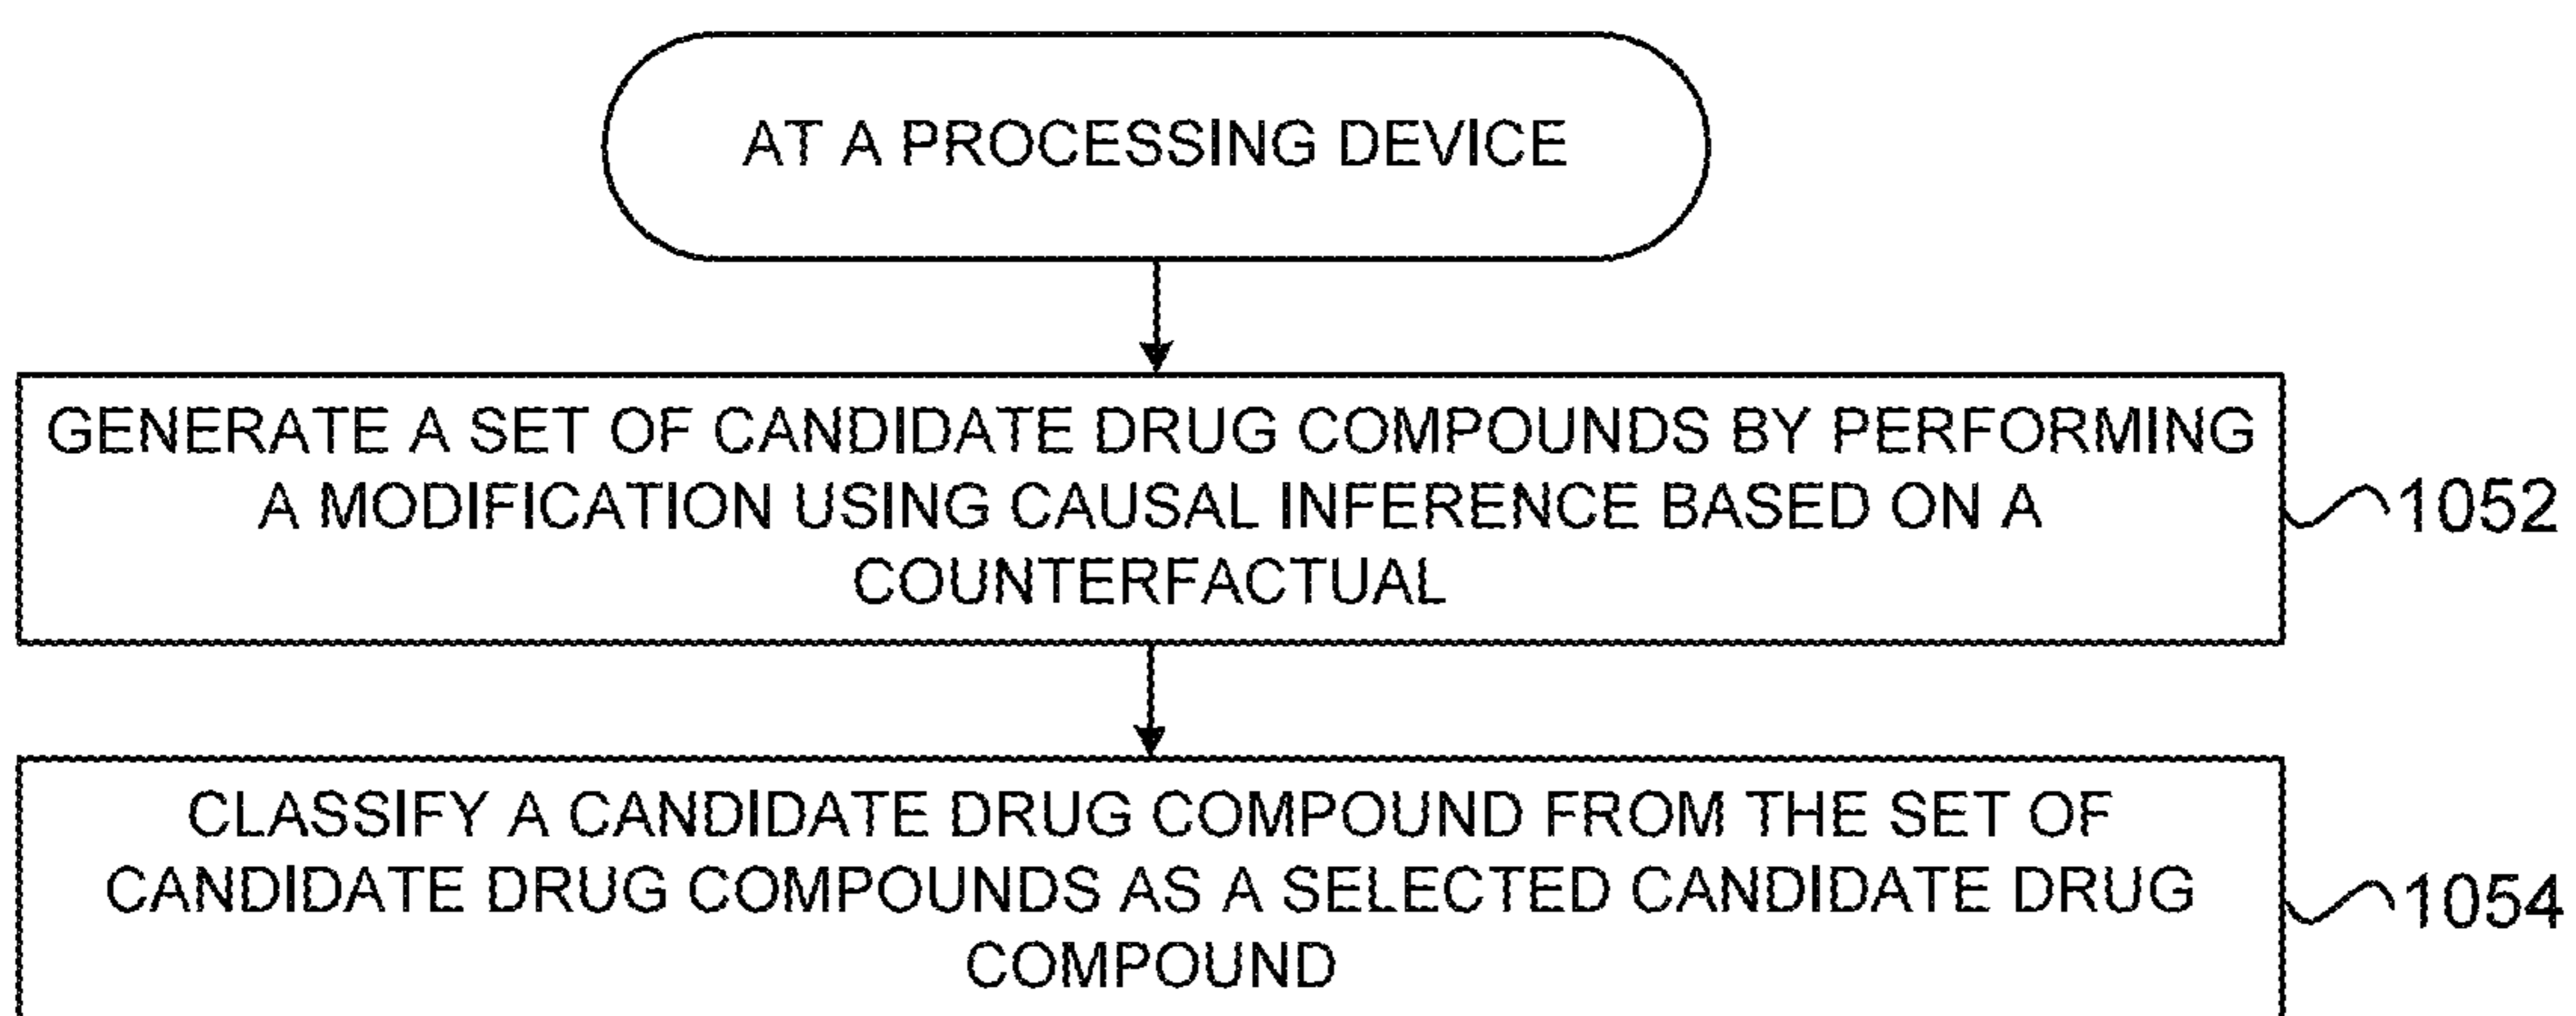 AT A PROCESSING DEVICE
GENERATE A SET OF CANDIDATE DRUG COMPOUNDS BY PERFORMING
A MODIFICATION USING CAUSAL INFERENCE BASED ON A
COUNTERFACTUAL
1052
CLASSIFY A CANDIDATE DRUG COMPOUND FROM THE SET OF
CANDIDATE DRUG COMPOUNDS AS A SELECTED CANDIDATE DRUG
COMPOUND
1054